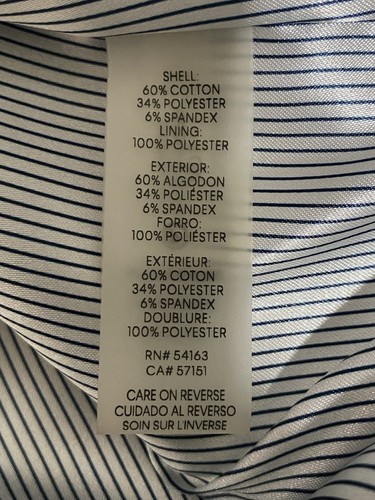 SHELL:
60% COTTON
34% POLYESTER
6% SPANDEX
LINING:
100% POLYESTER
EXTERIOR:
60% ALGODON
34% POLIÉSTER
6% SPANDEX
FORRO:
100% POLIÉSTER
EXTÉRIEUR:
60% COTON
34% POLYESTER
6% SPANDEX
DOUBLURE:
100% POLYESTER
RN# 54163
CA# 57151
CARE ON REVERSE
CUIDADO AL REVERSO
SOIN SUR L'INVERSE